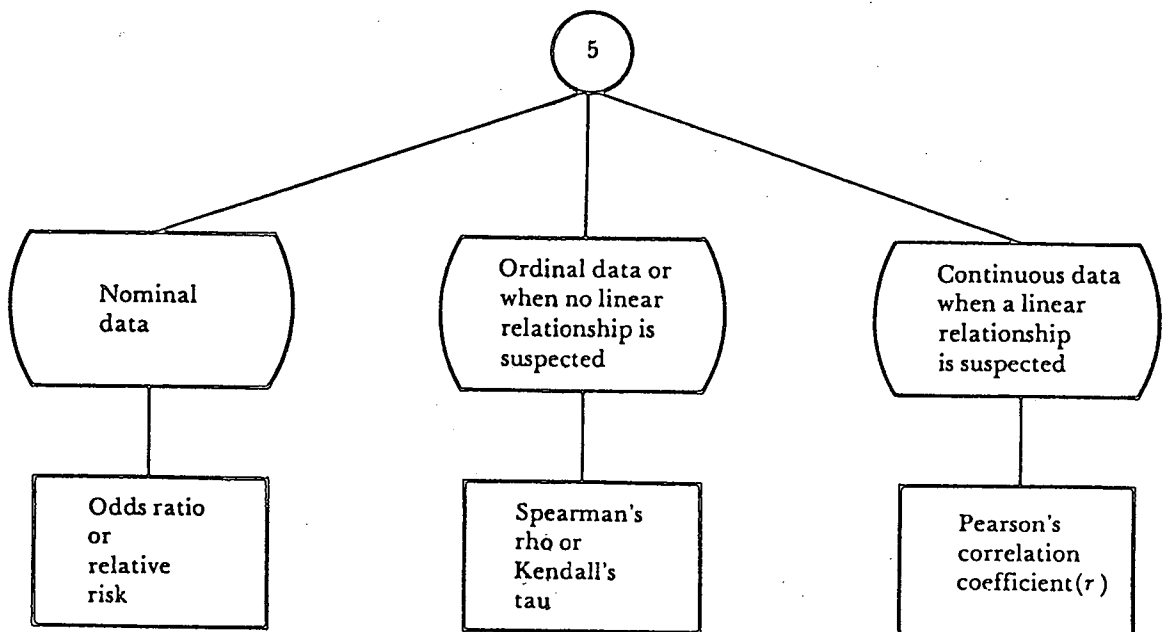 5
Nominal
data
Ordinal data or
when no linear
relationship is
suspected
Continuous data
when a linear
relationship
is suspected
Odds ratio
or
relative
risk
Spearman's
rho or
Kendall's
tau
Pearson's
correlation
coefficient (r)